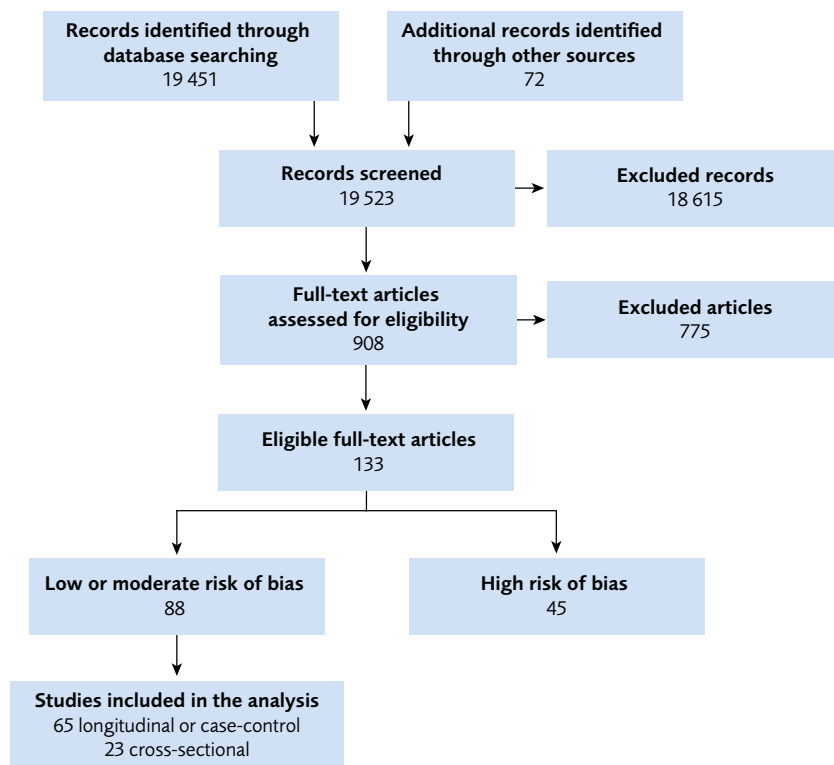 Records identified through
database searching
19 451
Additional records identified
through other sources
72
Records screened
19 523
Excluded records
18 615
Full-text articles
assessed for eligibility
908
Excluded articles
775
Eligible full-text articles
133
Low or moderate risk of bias
88
High risk of bias
45
Studies included in the analysis
65 longitudinal or case-control
23 cross-sectional